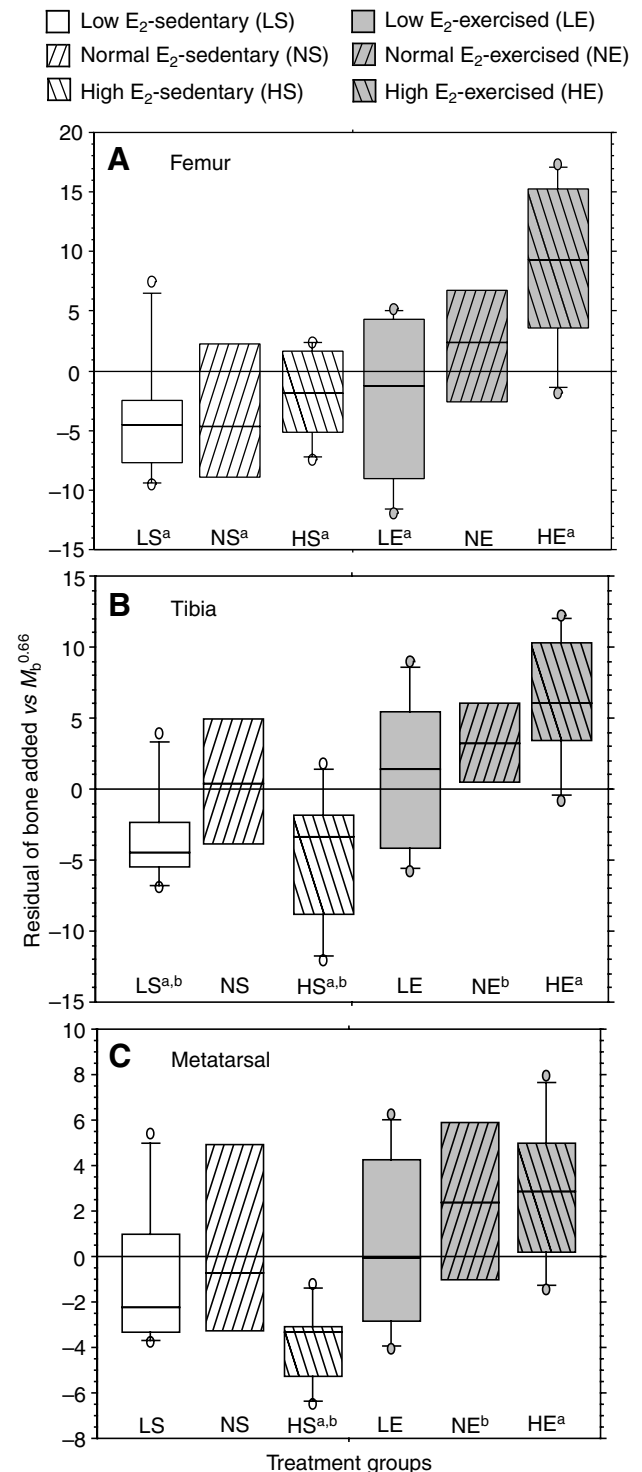 Low E₂-sedentary (LS)
Normal E₂-sedentary (NS)
High E₂-sedentary (HS)
Low E₂-exercised (LE)
Normal E₂-exercised (NE)
High E₂-exercised (HE)
A Femur
20
15
10
5
0
–5
–10
–15
LSᵃ NSᵃ HSᵃ LEᵃ NE HEᵃ
Residual of bone added vs M_b^0.66
B Tibia
15
10
5
0
–5
–10
–15
LSᵃ,ᵇ NS HSᵃ,ᵇ LE NEᵇ HEᵃ
C Metatarsal
10
8
6
4
2
0
–2
–4
–6
–8
LS NS HSᵃ,ᵇ LE NEᵇ HEᵃ
Treatment groups